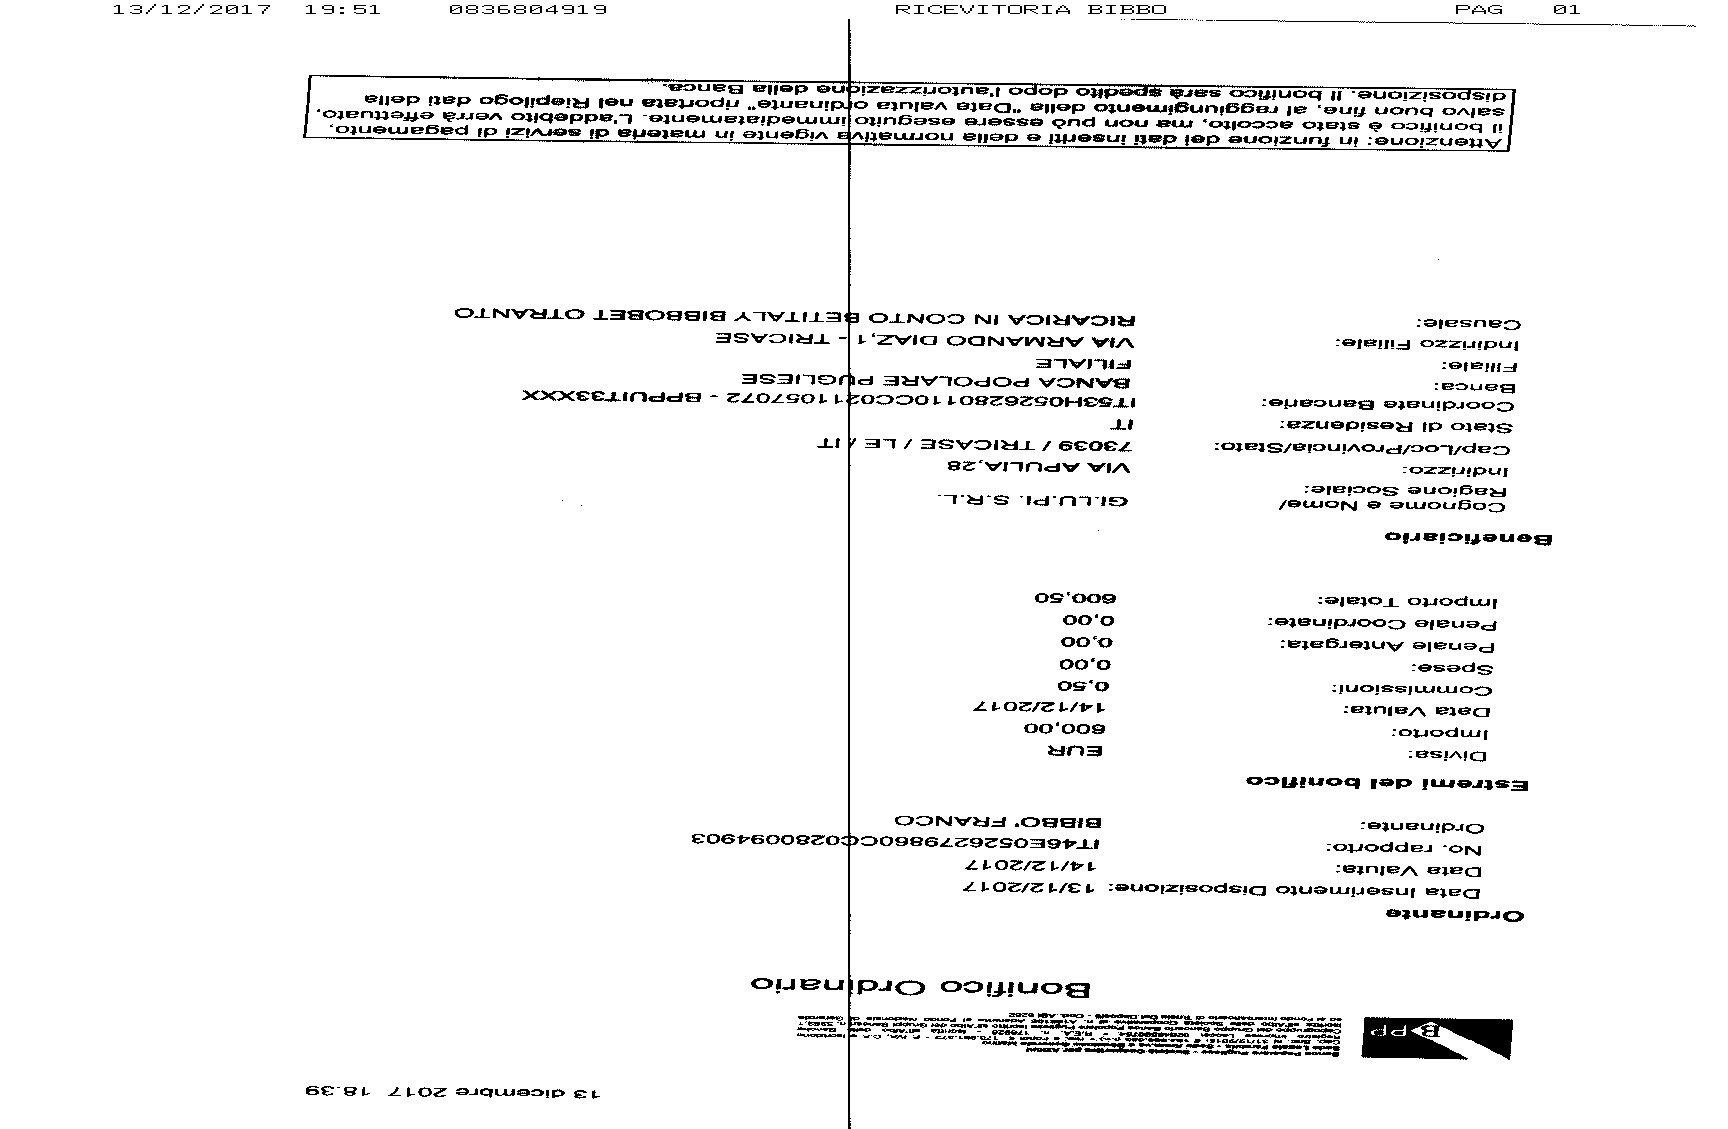 13/12/2017 19:51 0836804919 RICEVITORIA BIBBO PAG 01
13 dicembre 2017 18.39
BPP
Bonifico Ordinario
Ordinante
Data Inserimento Disposizione: 13/12/2017
Data Valuta: 14/12/2017
No. rapporto: IT46E0526279860CC0280094903
Ordinante: BIBBO' FRANCO
Estremi del bonifico
Divisa: EUR
Importo: 600,00
Data Valuta: 14/12/2017
Commissioni: 0,50
Spese: 0,00
Penale Antergata: 0,00
Penale Coordinate: 0,00
Importo Totale: 600,50
Beneficiario
Cognome e Nome/
Ragione Sociale: GI.LU.PI. S.R.L.
Indirizzo: VIA APULIA,28
Cap/Loc/Provincia/Stato: 73039 / TRICASE / LE / IT
Stato di Residenza: IT
Coordinate Bancarie: IT53H0526280110CC0211057072 - BPPUIT33XXX
Banca: BANCA POPOLARE PUGLIESE
Filiale: FILIALE
Indirizzo Filiale: VIA ARMANDO DIAZ,1 - TRICASE
Causale: RICARICA IN CONTO BETITALY BIBBOBET OTRANTO
Attenzione: in funzione dei dati inseriti e della normativa vigente in materia di servizi di pagamento,
il bonifico è stato accolto, ma non può essere eseguito immediatamente. L'addebito verrà effettuato,
salvo buon fine, al raggiungimento della "Data valuta ordinante" riportata nel Riepilogo dati della
disposizione. Il bonifico sarà spedito dopo l'autorizzazione della Banca.